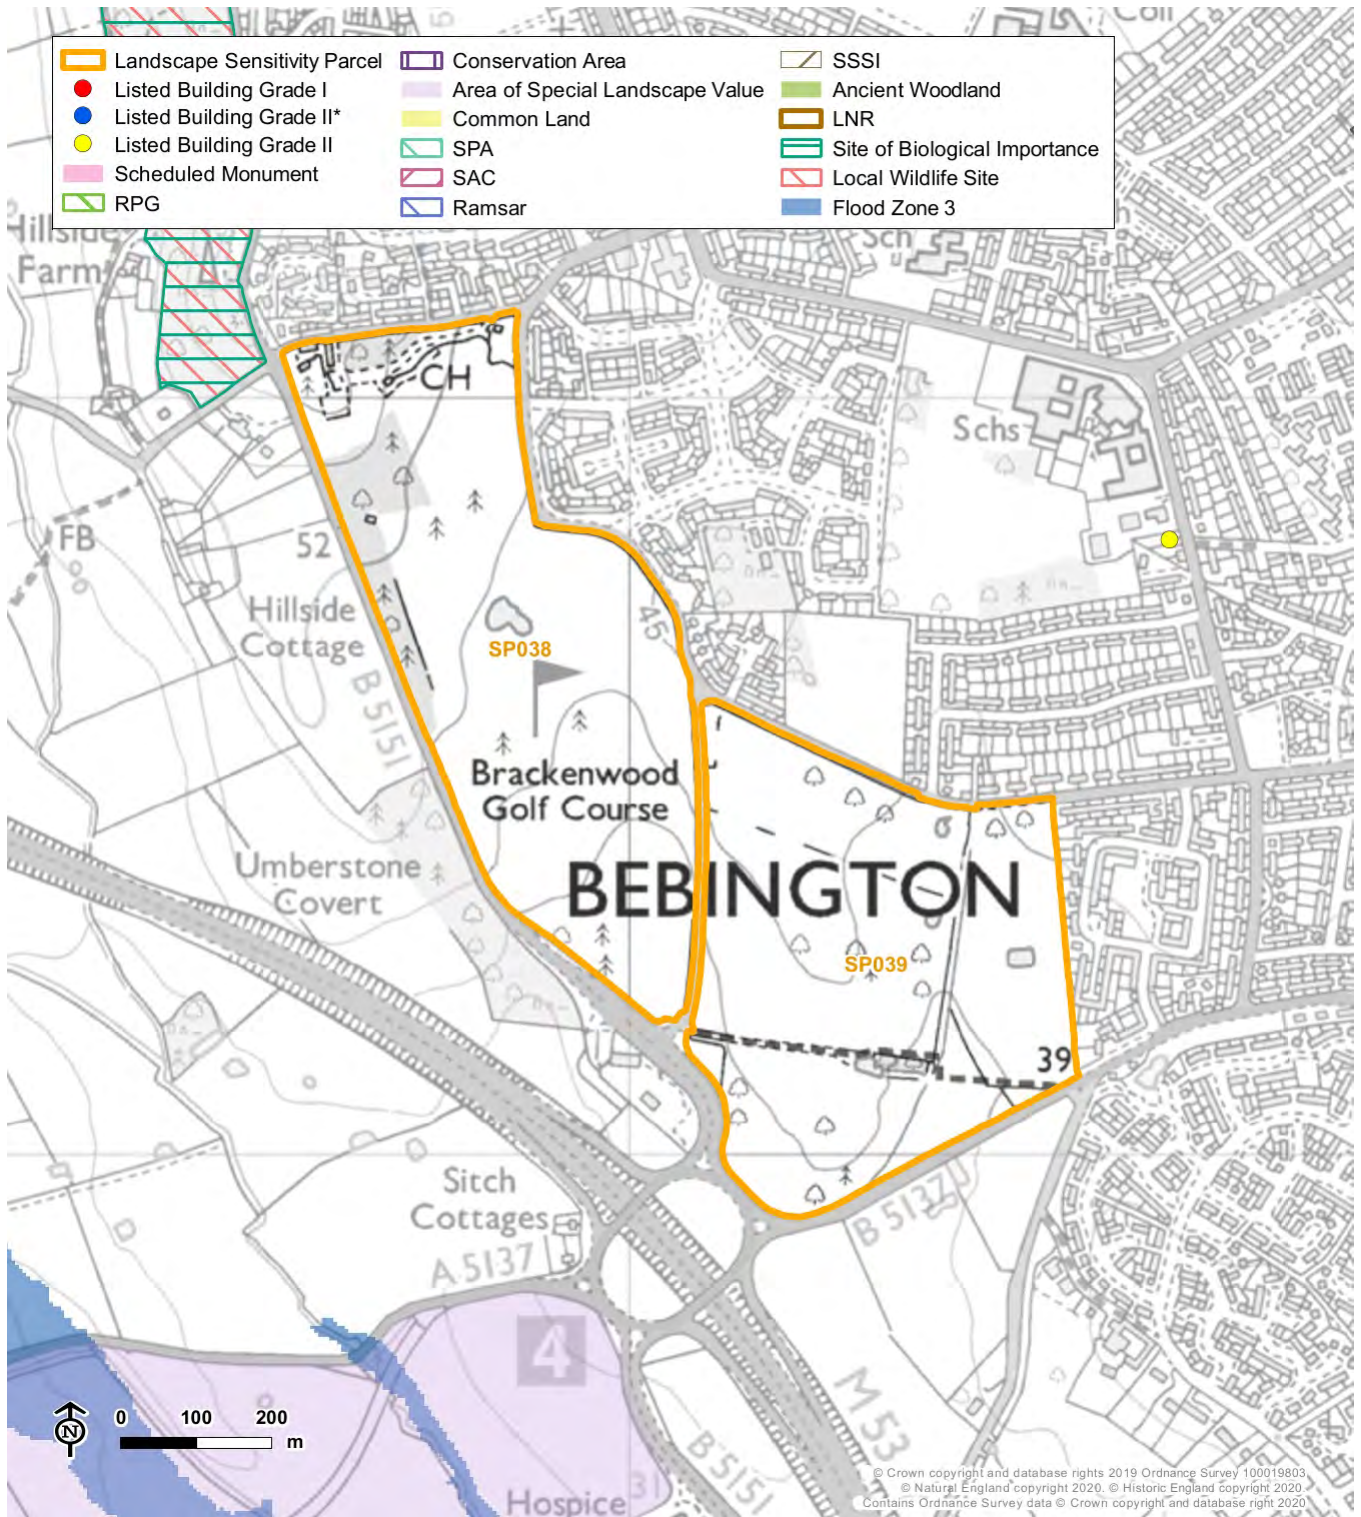 Coll
Landscape Sensitivity Parcel
Listed Building Grade I
Listed Building Grade II*
Listed Building Grade II
Scheduled Monument
RPG
Conservation Area
Area of Special Landscape Value
Common Land
SPA
SAC
Ramsar
SSSI
Ancient Woodland
LNR
Site of Biological Importance
Local Wildlife Site
Flood Zone 3
Hillside
Farm
Sch
CH
Schs
52
FB
Hillside
Cottage
45
SP038
B 5151
Brackenwood
Golf Course
Umberstone
Covert
BEBINGTON
SP039
39
Sitch
Cottages
B 5137
A 5137
4
M 53
B 5151
31
Hospice
N
0 100 200
m
© Crown copyright and database rights 2019 Ordnance Survey 100019803
© Natural England copyright 2020. © Historic England copyright 2020.
Contains Ordnance Survey data © Crown copyright and database right 2020